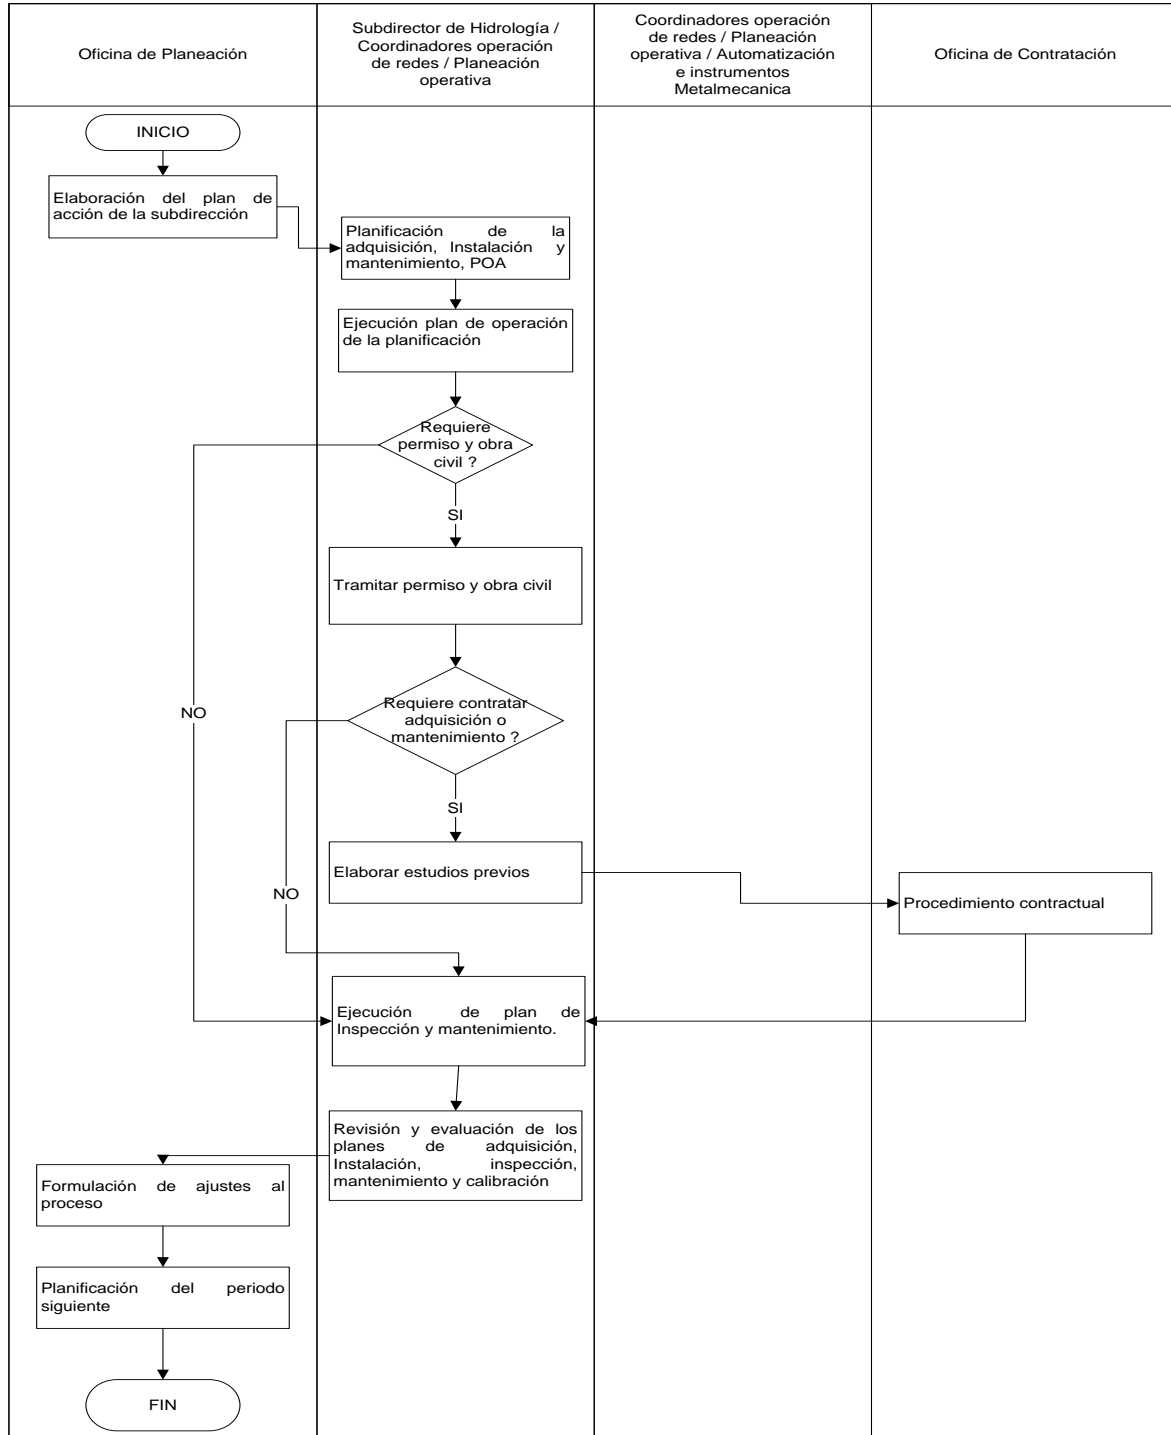 Oficina de Planeación
Subdirector de Hidrología /
Coordinadores operación
de redes / Planeación
operativa
Coordinadores operación
de redes / Planeación
operativa / Automatización
e instrumentos
Metalmecanica
Oficina de Contratación
INICIO
Elaboración del plan de
acción de la subdirección
Planificación de la
adquisición, Instalación y
mantenimiento, POA
Ejecución plan de operación
de la planificación
Requiere
permiso y obra
civil ?
SI
Tramitar permiso y obra civil
NO
Requiere contratar
adquisición o
mantenimiento ?
SI
Elaborar estudios previos
NO
Procedimiento contractual
Ejecución de plan de
Inspección y mantenimiento.
Revisión y evaluación de los
planes de adquisición,
Instalación, inspección,
mantenimiento y calibración
Formulación de ajustes al
proceso
Planificación del periodo
siguiente
FIN